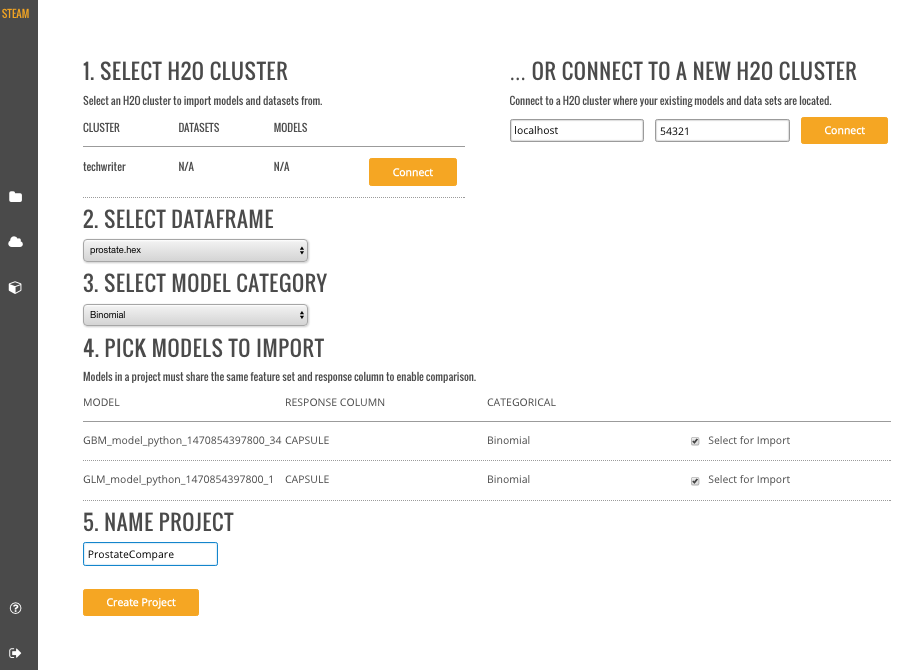 STEAM
1. SELECT H2O CLUSTER
Select an H2O cluster to import models and datasets from.
CLUSTER DATASETS MODELS
techwriter N/A N/A Connect
... OR CONNECT TO A NEW H2O CLUSTER
Connect to a H2O cluster where your existing models and data sets are located.
localhost 54321 Connect
2. SELECT DATAFRAME
prostate.hex
3. SELECT MODEL CATEGORY
Binomial
4. PICK MODELS TO IMPORT
Models in a project must share the same feature set and response column to enable comparison.
MODEL RESPONSE COLUMN CATEGORICAL
GBM_model_python_1470854397800_34 CAPSULE Binomial Select for Import
GLM_model_python_1470854397800_1 CAPSULE Binomial Select for Import
5. NAME PROJECT
ProstateCompare
Create Project